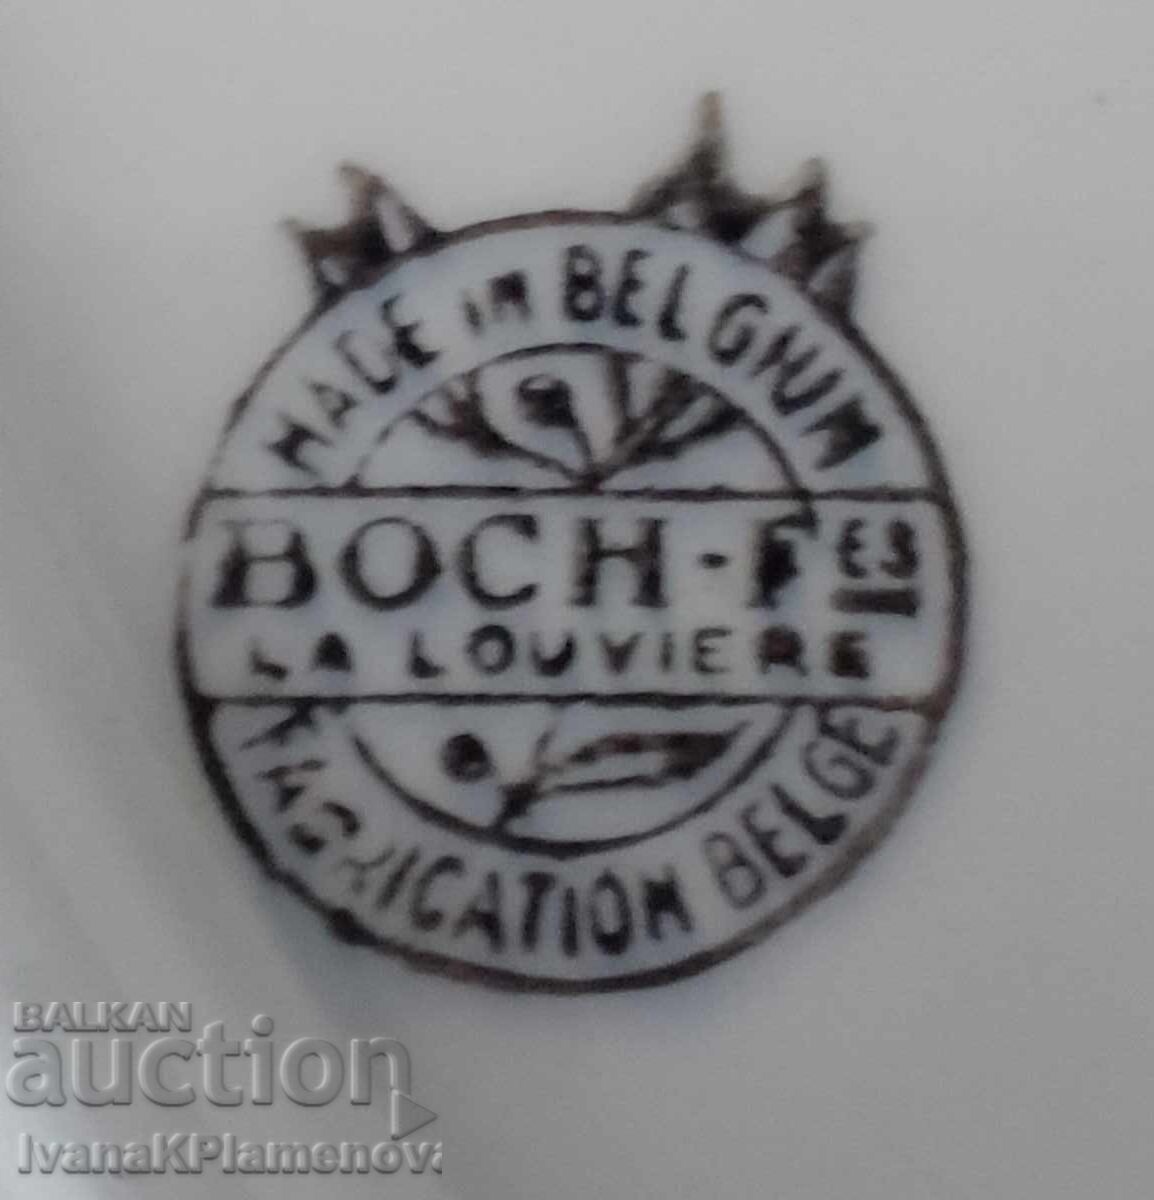 MADE in BELGIUM
BOCH - FES
LA LOUVIERE
FABRICATION BELGE
BALKAN
auction
IvanaKPlamenova